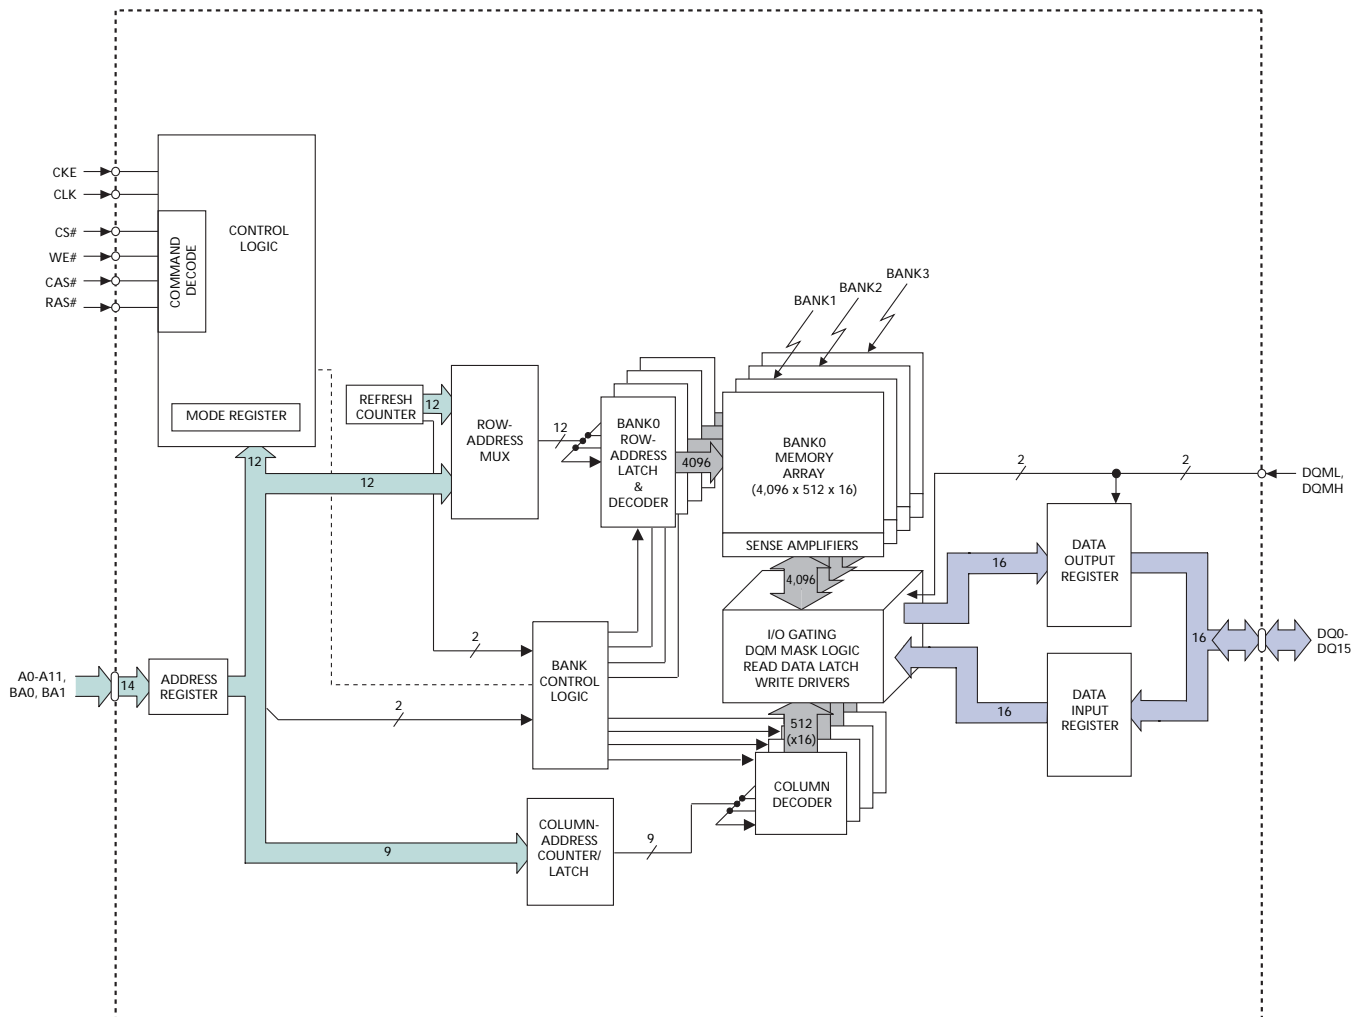 CKE
CLK
CS#
WE#
CAS#
RAS#
COMMAND
DECODE
CONTROL
LOGIC
MODE REGISTER
12
12
REFRESH
COUNTER
12
ROW-
ADDRESS
MUX
12
BANK0
ROW-
ADDRESS
LATCH
&
DECODER
4096
BANK1
BANK2
BANK3
BANK0
MEMORY
ARRAY
(4,096 x 512 x 16)
SENSE AMPLIFIERS
4,096
I/O GATING
DQM MASK LOGIC
READ DATA LATCH
WRITE DRIVERS
512
(x16)
COLUMN
DECODER
2
2
DQML,
DQMH
DATA
OUTPUT
REGISTER
16
16
DQ0-
DQ15
DATA
INPUT
REGISTER
16
A0-A11,
BA0, BA1
14
ADDRESS
REGISTER
2
2
BANK
CONTROL
LOGIC
9
COLUMN-
ADDRESS
COUNTER/
LATCH
9